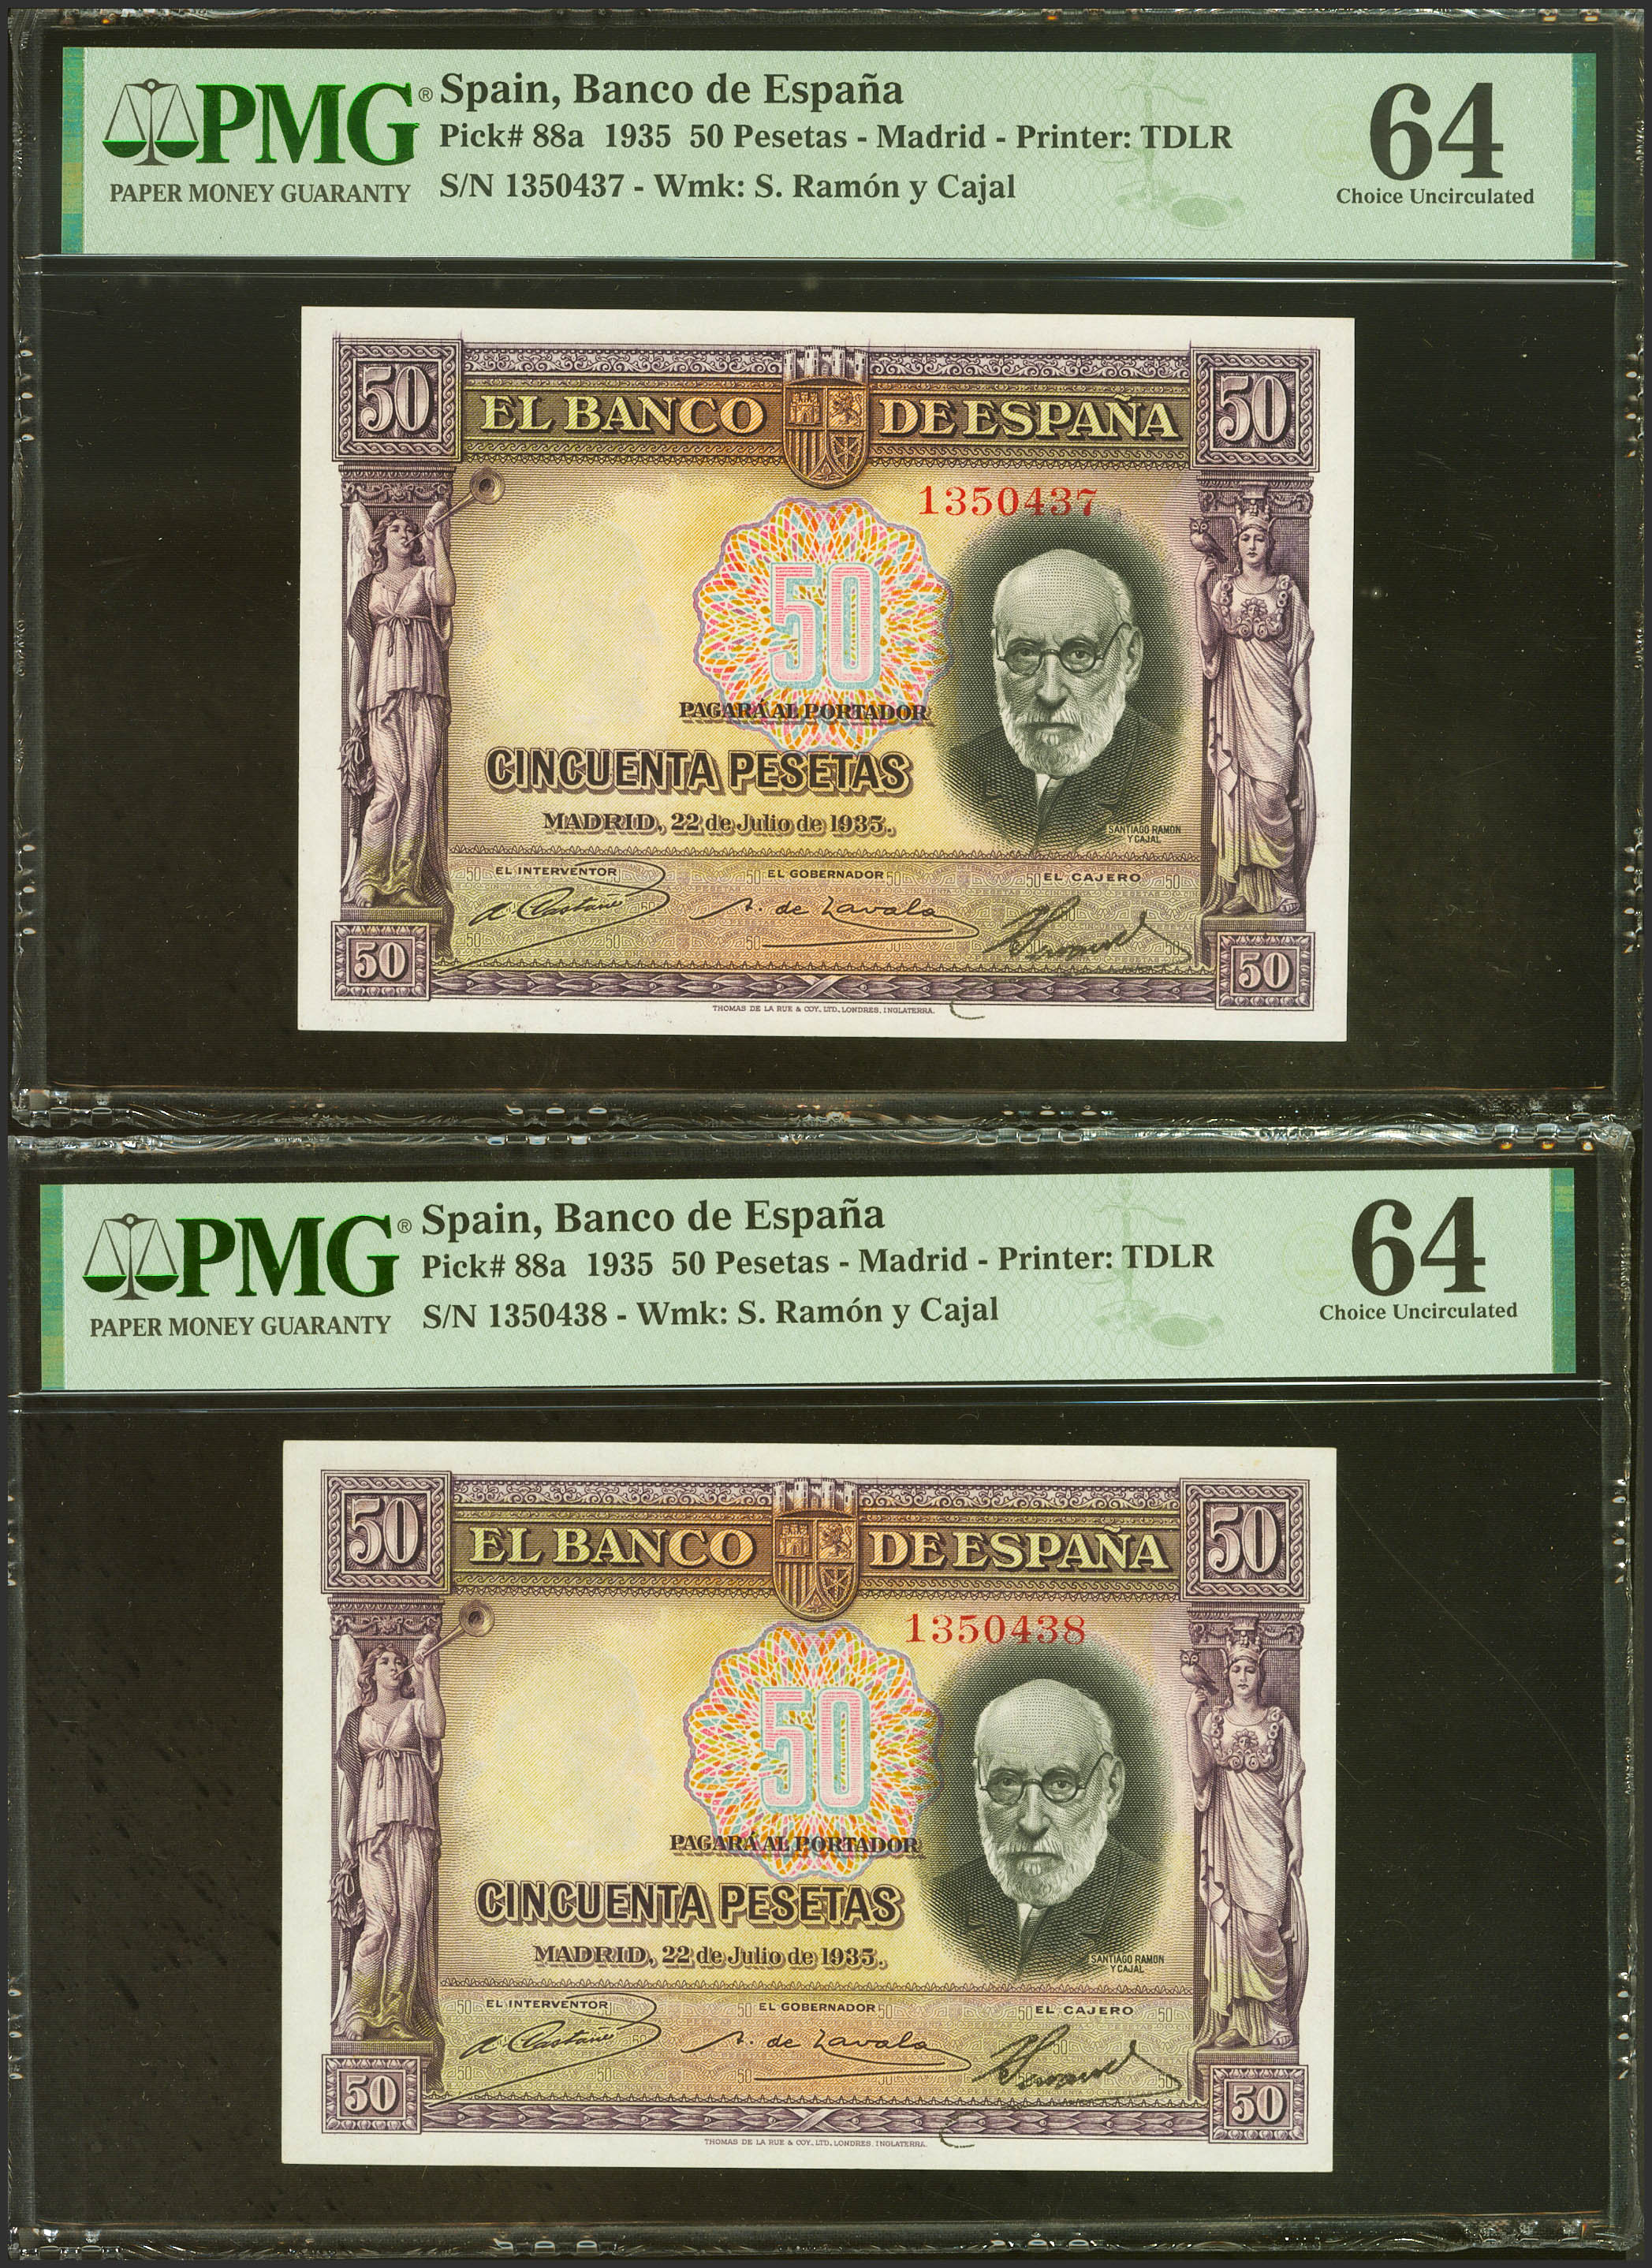 PMG®
PAPER MONEY GUARANTY
Spain, Banco de España
Pick# 88a 1935 50 Pesetas - Madrid - Printer: TDLR
S/N 1350437 - Wmk: S. Ramón y Cajal
64
Choice Uncirculated
50
EL BANCO DE ESPAÑA
50
1350437
50
PAGARÁ AL PORTADOR
CINCUENTA PESETAS
MADRID, 22 de Julio de 1935.
SANTIAGO RAMON
Y CAJAL
EL INTERVENTOR
EL GOBERNADOR
EL CAJERO
A. de Zavala
50
50
THOMAS DE LA RUE & COY. LTD. LONDRES. INGLATERRA.
PMG®
PAPER MONEY GUARANTY
Spain, Banco de España
Pick# 88a 1935 50 Pesetas - Madrid - Printer: TDLR
S/N 1350438 - Wmk: S. Ramón y Cajal
64
Choice Uncirculated
50
EL BANCO DE ESPAÑA
50
1350438
50
PAGARÁ AL PORTADOR
CINCUENTA PESETAS
MADRID, 22 de Julio de 1935.
SANTIAGO RAMON
Y CAJAL
EL INTERVENTOR
EL GOBERNADOR
EL CAJERO
A. de Zavala
50
50
THOMAS DE LA RUE & COY. LTD. LONDRES. INGLATERRA.